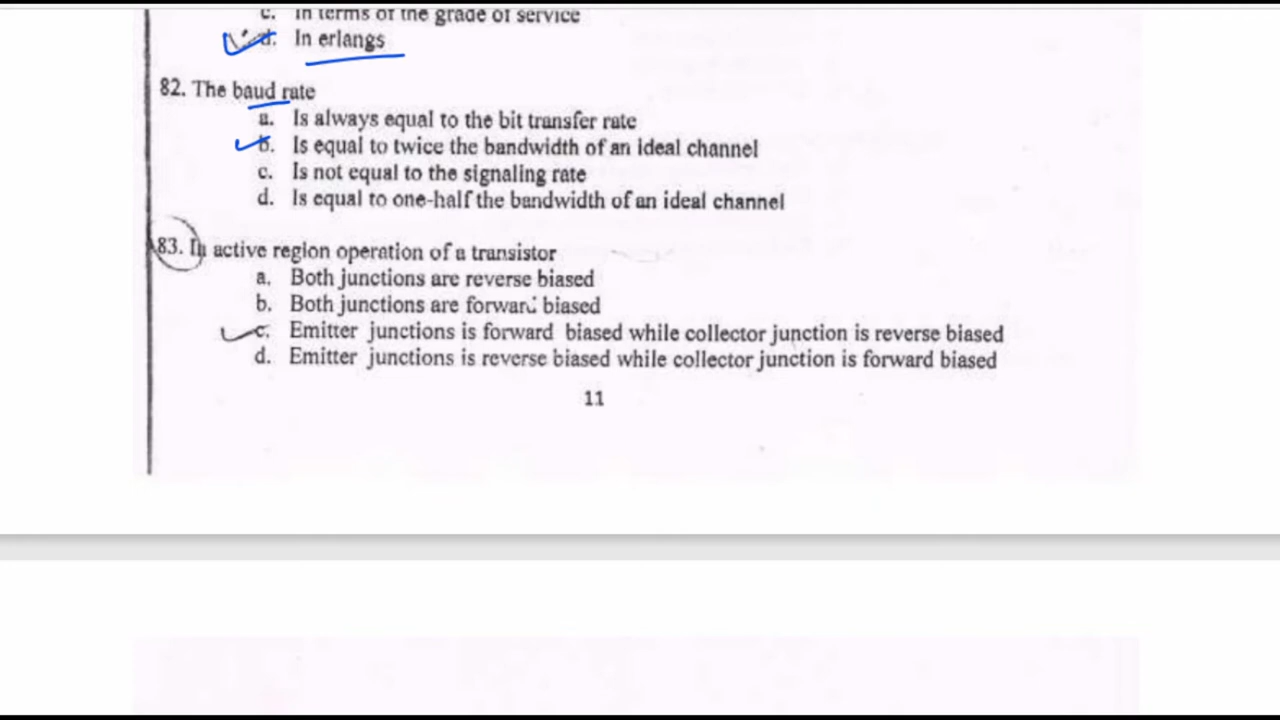 c. In terms of the grade of service
d. In erlangs
82. The baud rate
a. Is always equal to the bit transfer rate
b. Is equal to twice the bandwidth of an ideal channel
c. Is not equal to the signaling rate
d. Is equal to one-half the bandwidth of an ideal channel
83. In active region operation of a transistor
a. Both junctions are reverse biased
b. Both junctions are forward biased
c. Emitter junctions is forward biased while collector junction is reverse biased
d. Emitter junctions is reverse biased while collector junction is forward biased
11